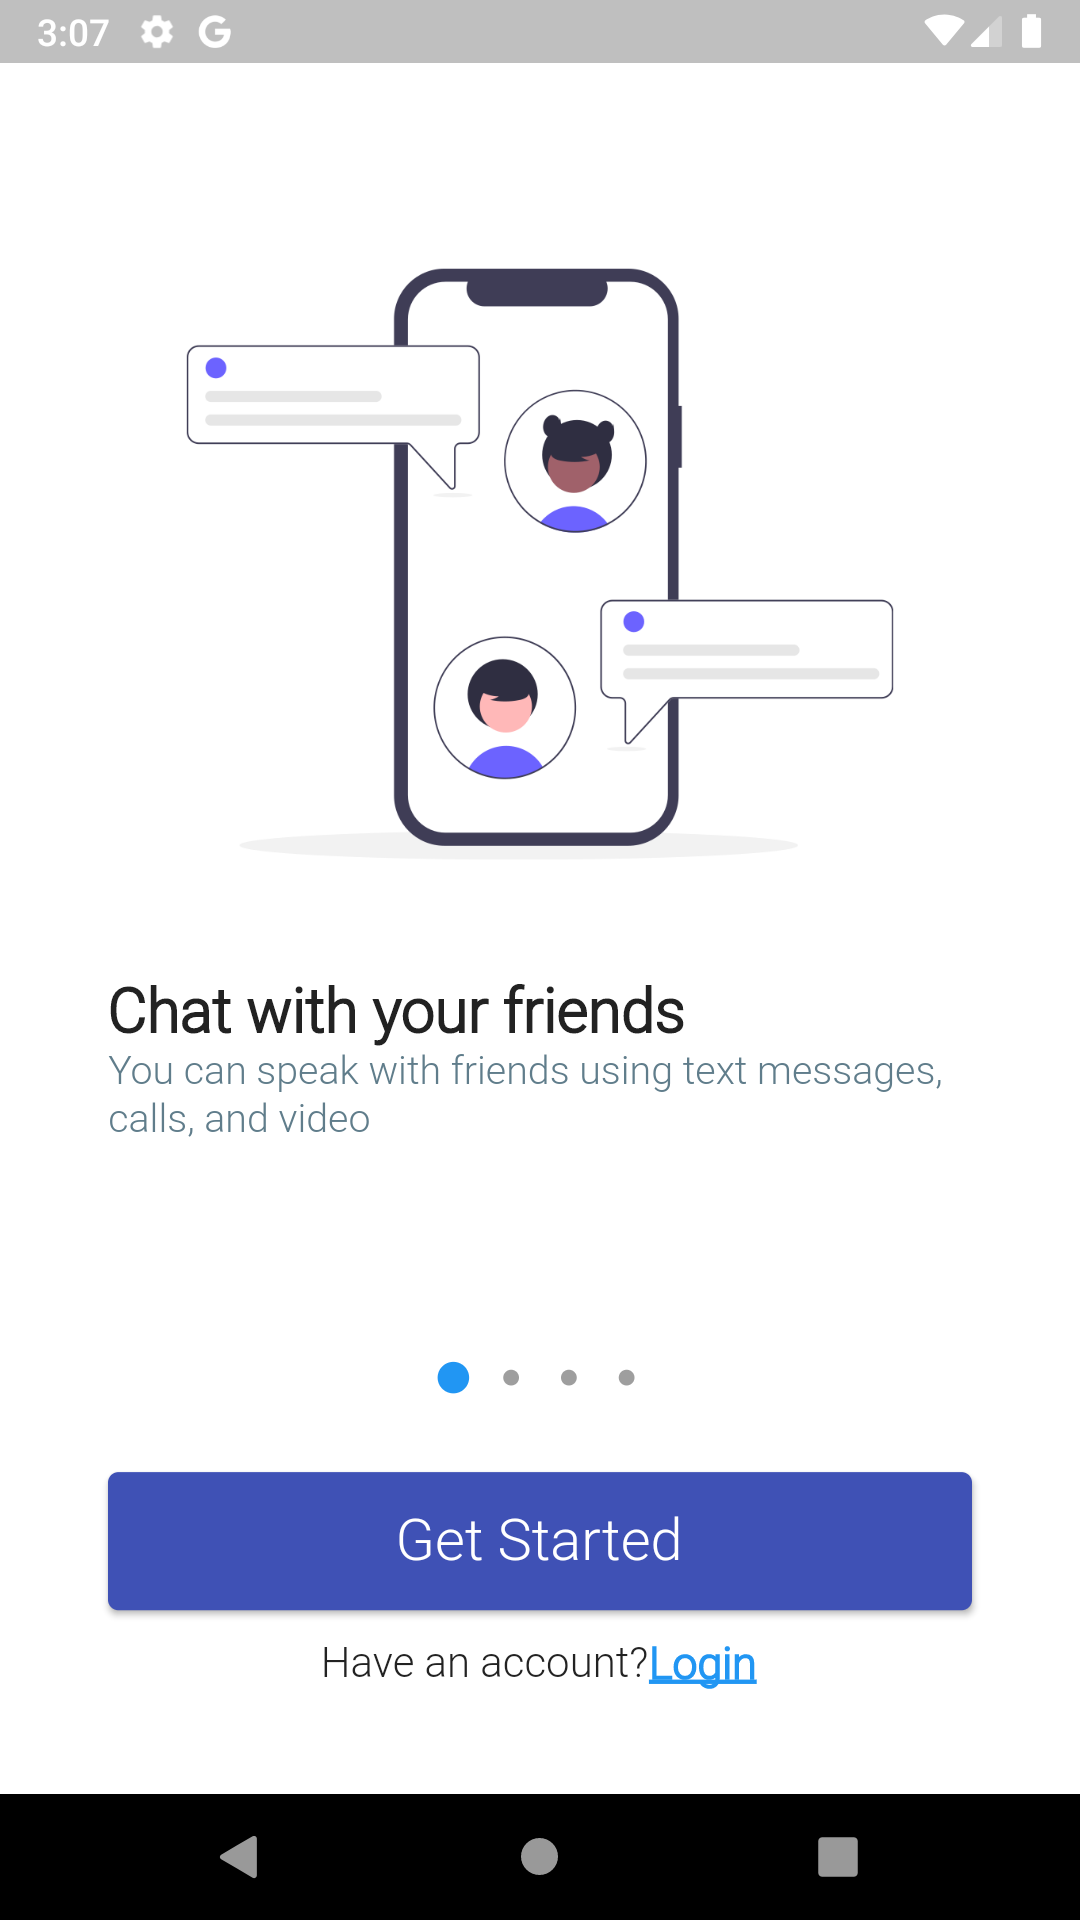 3:07
Chat with your friends
You can speak with friends using text messages,
calls, and video
Get Started
Have an account?Login